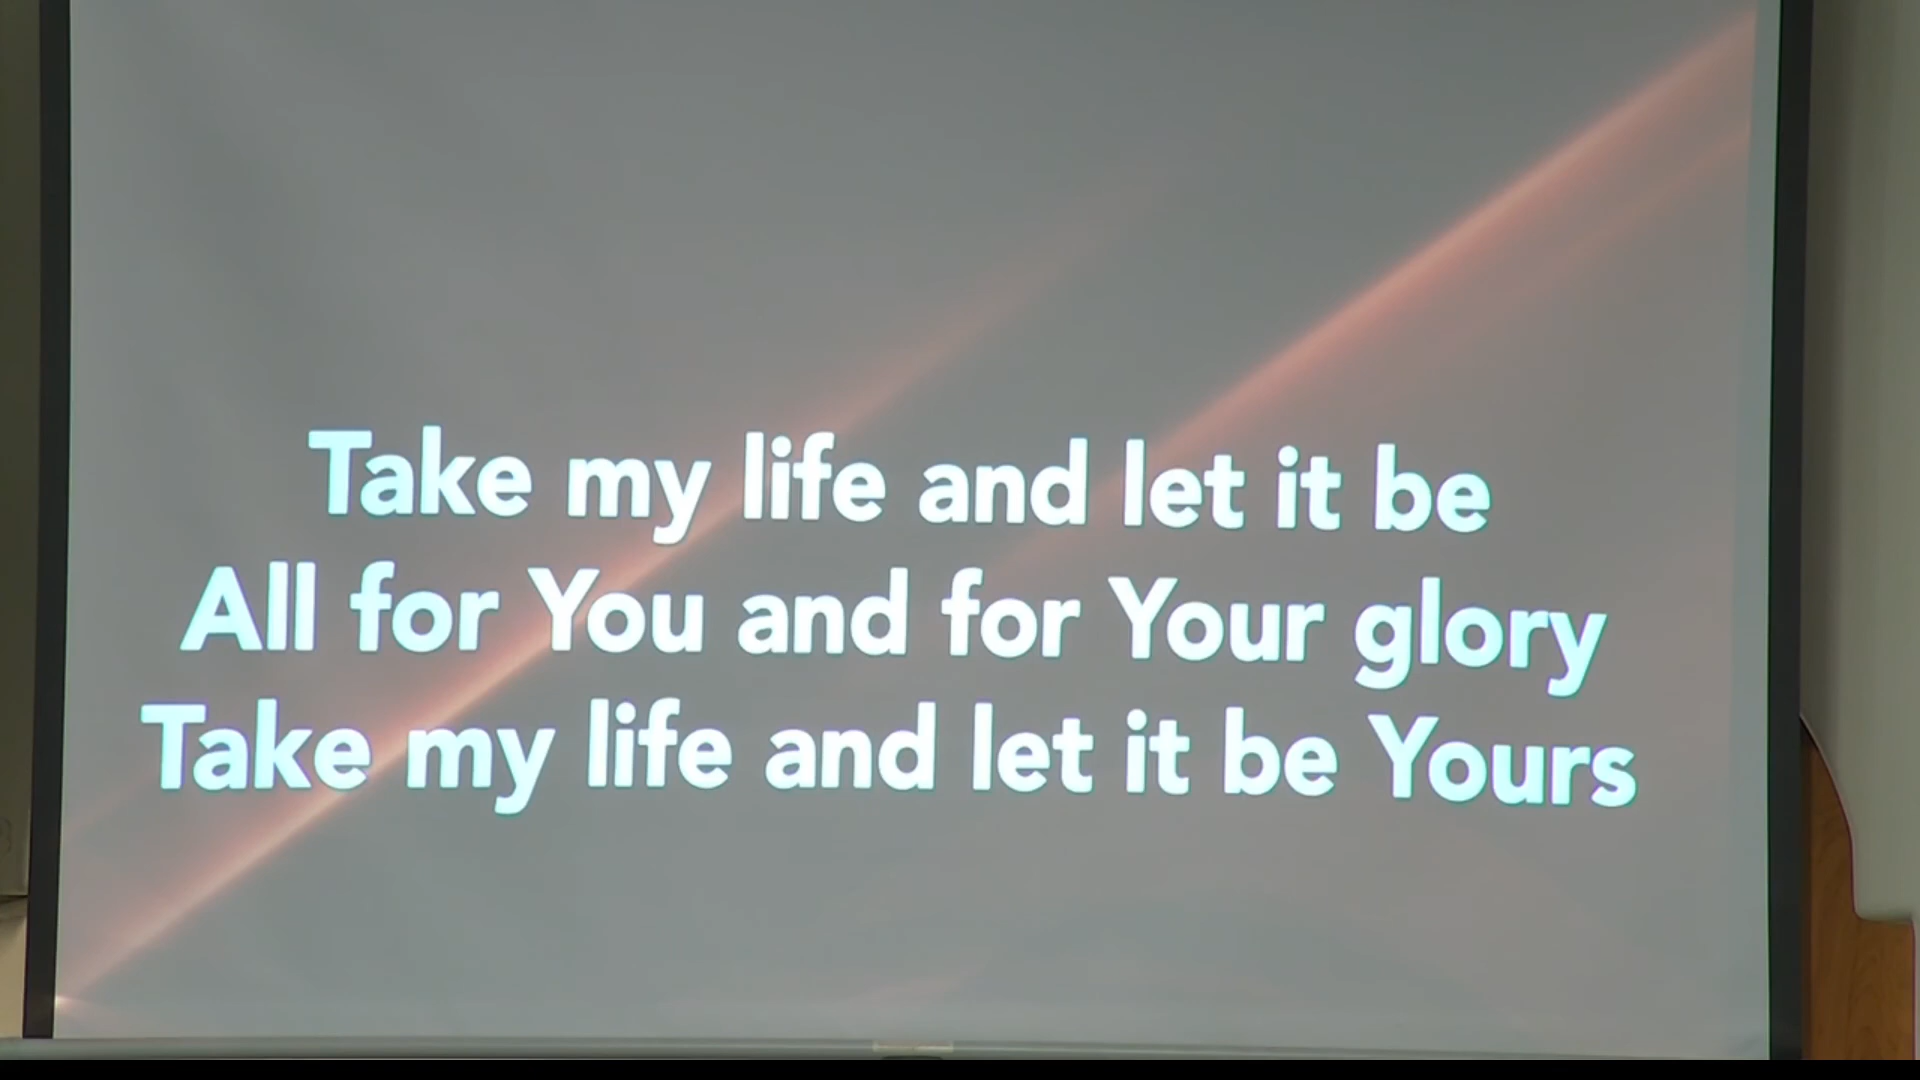 Take my life and let it be
All for You and for Your glory
Take my life and let it be Yours